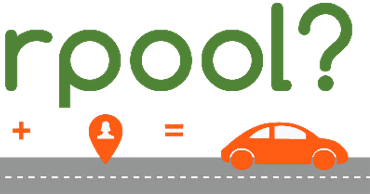 rpool?
+ =